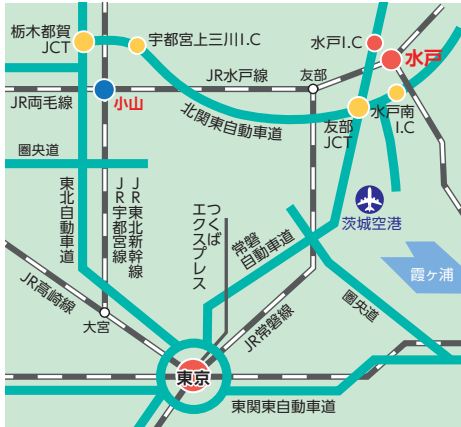 栃木都賀
JCT
宇都宮上三川I.C
水戸I.C
水戸
JR水戸線
友部
JR両毛線
小山
北関東自動車道
友部
JCT
水戸南
I.C
圏央道
東北自動車道
JR宇都宮線
JR東北新幹線
つくば
エクスプレス
常磐
自動車道
茨城空港
霞ヶ浦
JR高崎線
大宮
JR常磐線
圏央道
東京
東関東自動車道